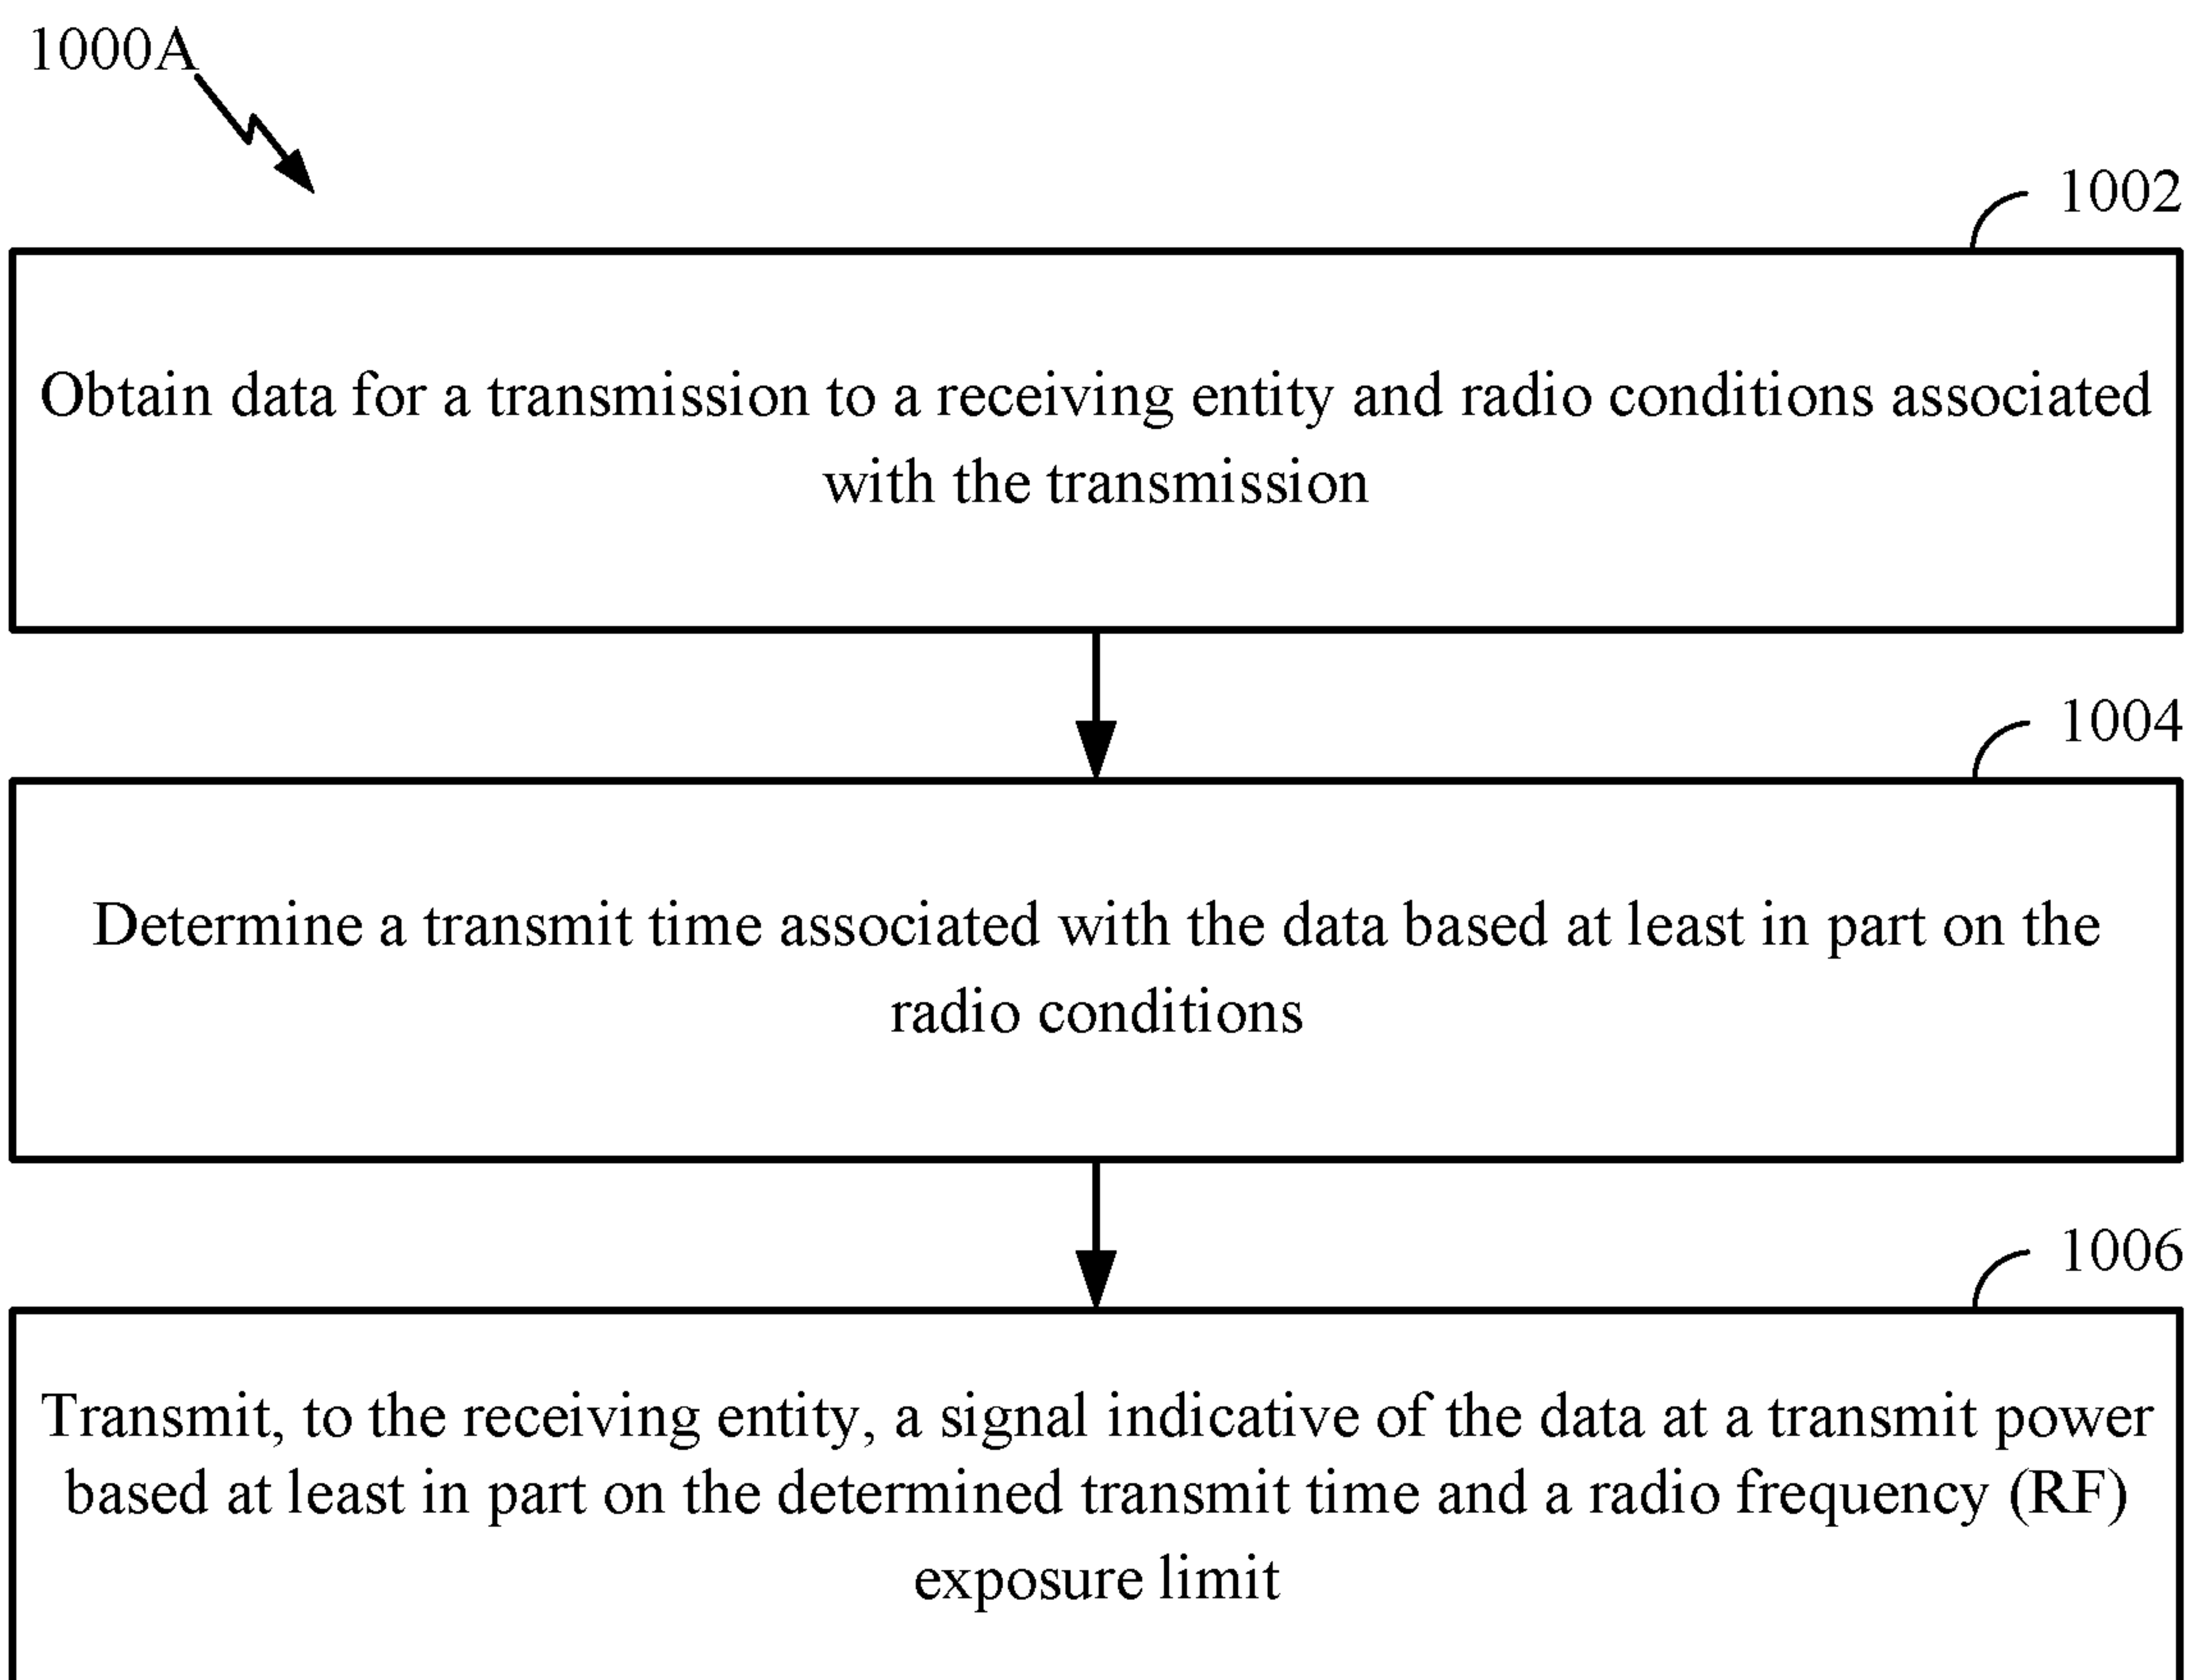 1000A
1002
Obtain data for a transmission to a receiving entity and radio conditions associated
with the transmission
1004
Determine a transmit time associated with the data based at least in part on the
radio conditions
1006
Transmit, to the receiving entity, a signal indicative of the data at a transmit power
based at least in part on the determined transmit time and a radio frequency (RF)
exposure limit